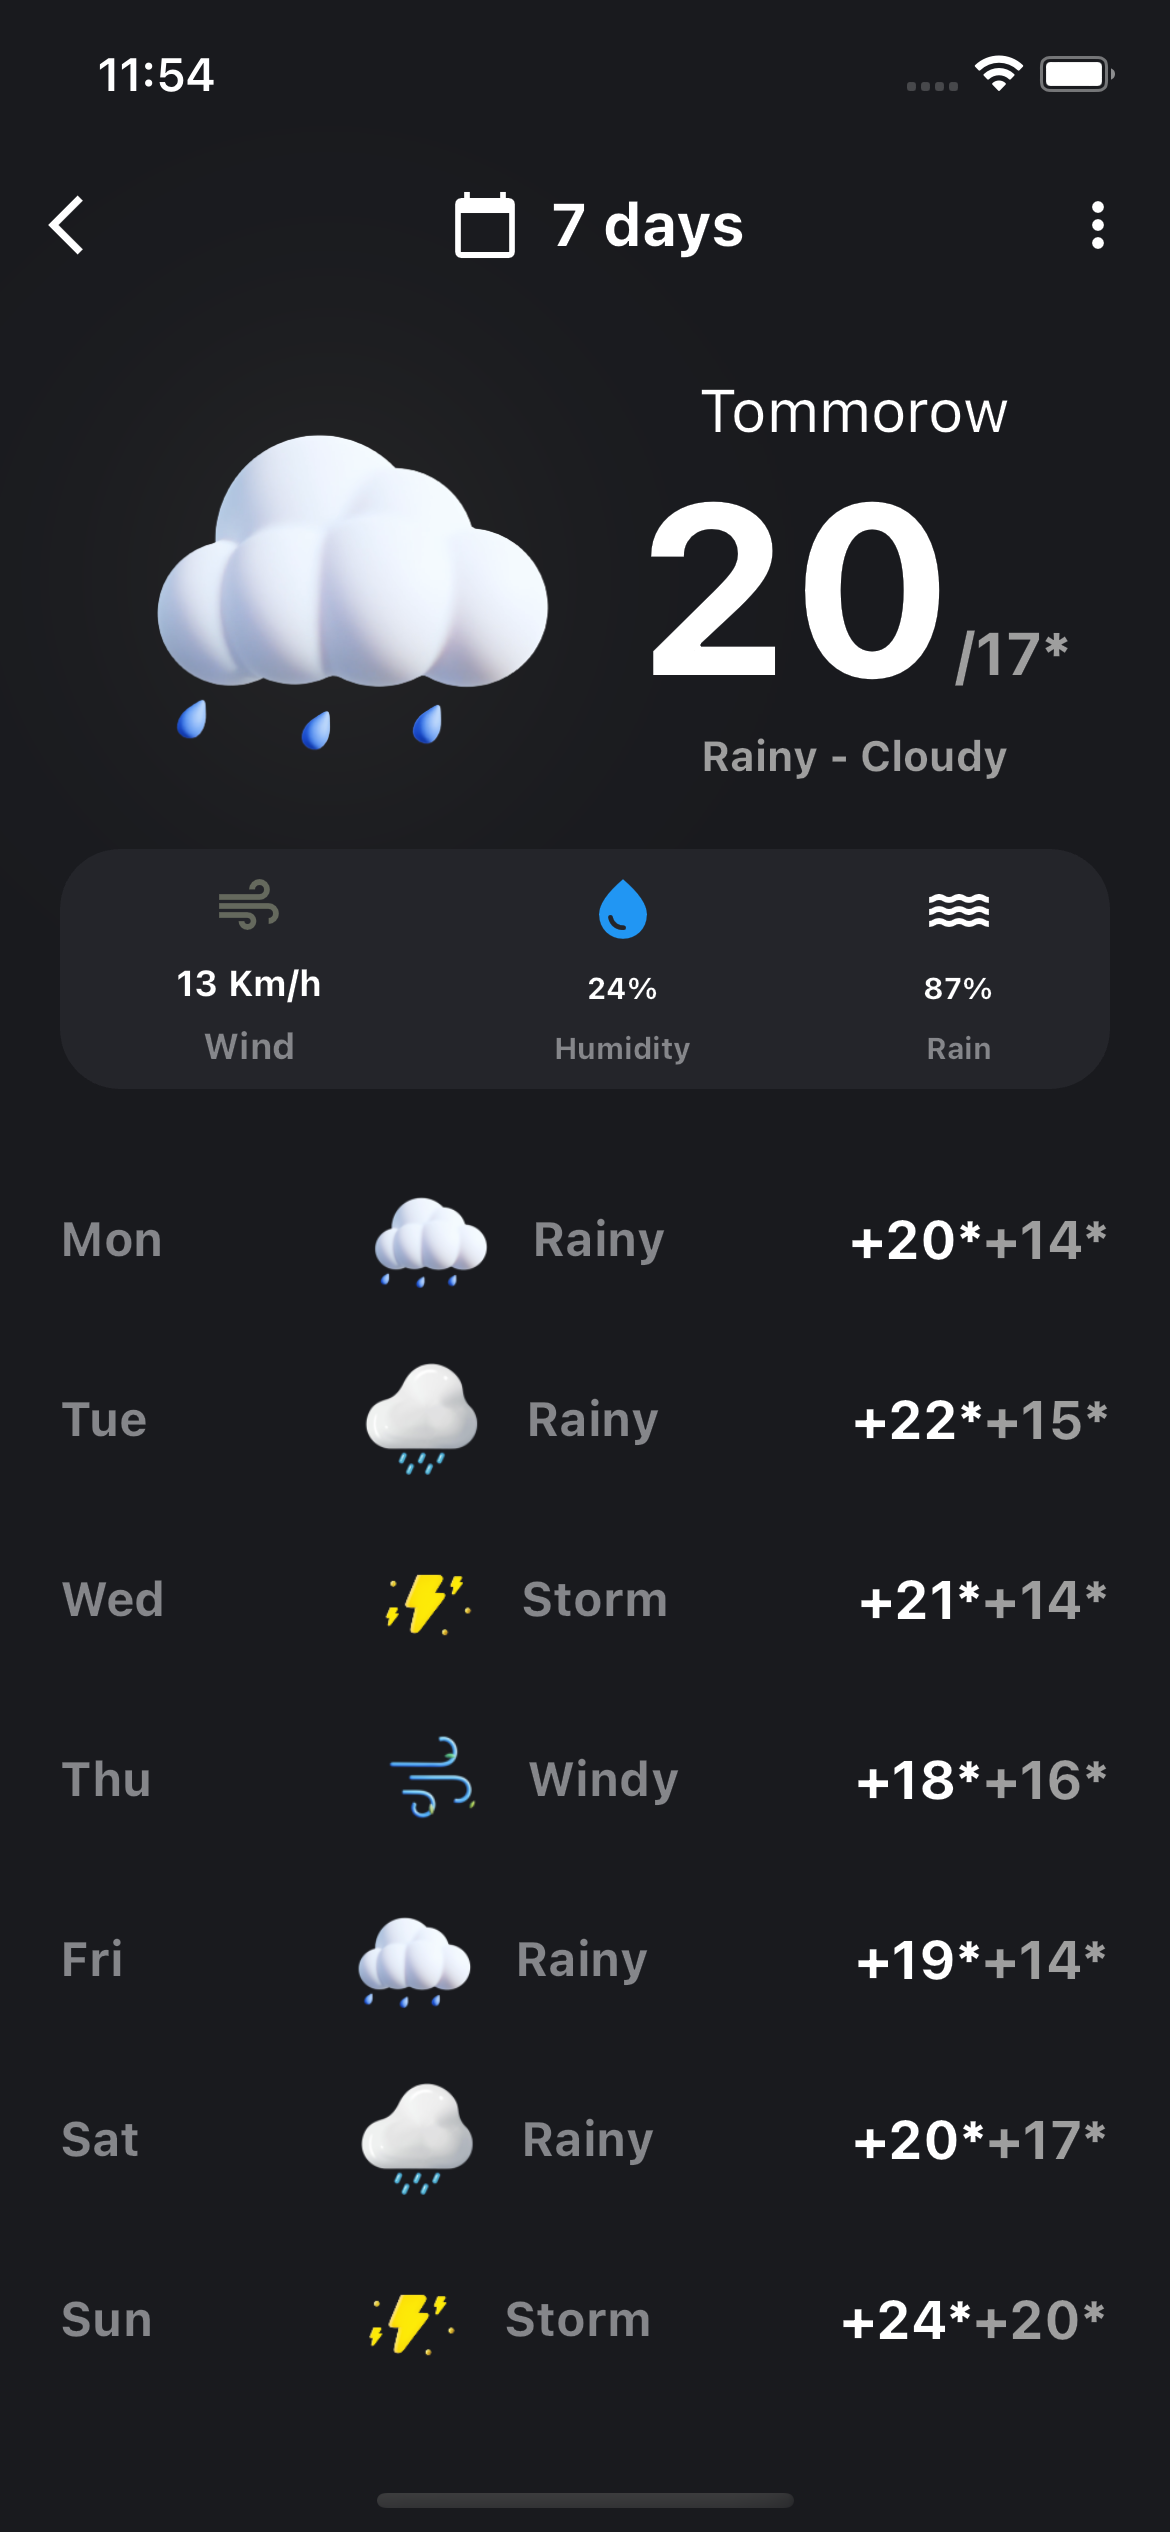 11:54
7 days
Tommorow
20/17*
Rainy - Cloudy
13 Km/h 24% 87%
Wind Humidity Rain
Mon Rainy +20*+14*
Tue Rainy +22*+15*
Wed Storm +21*+14*
Thu Windy +18*+16*
Fri Rainy +19*+14*
Sat Rainy +20*+17*
Sun Storm +24*+20*